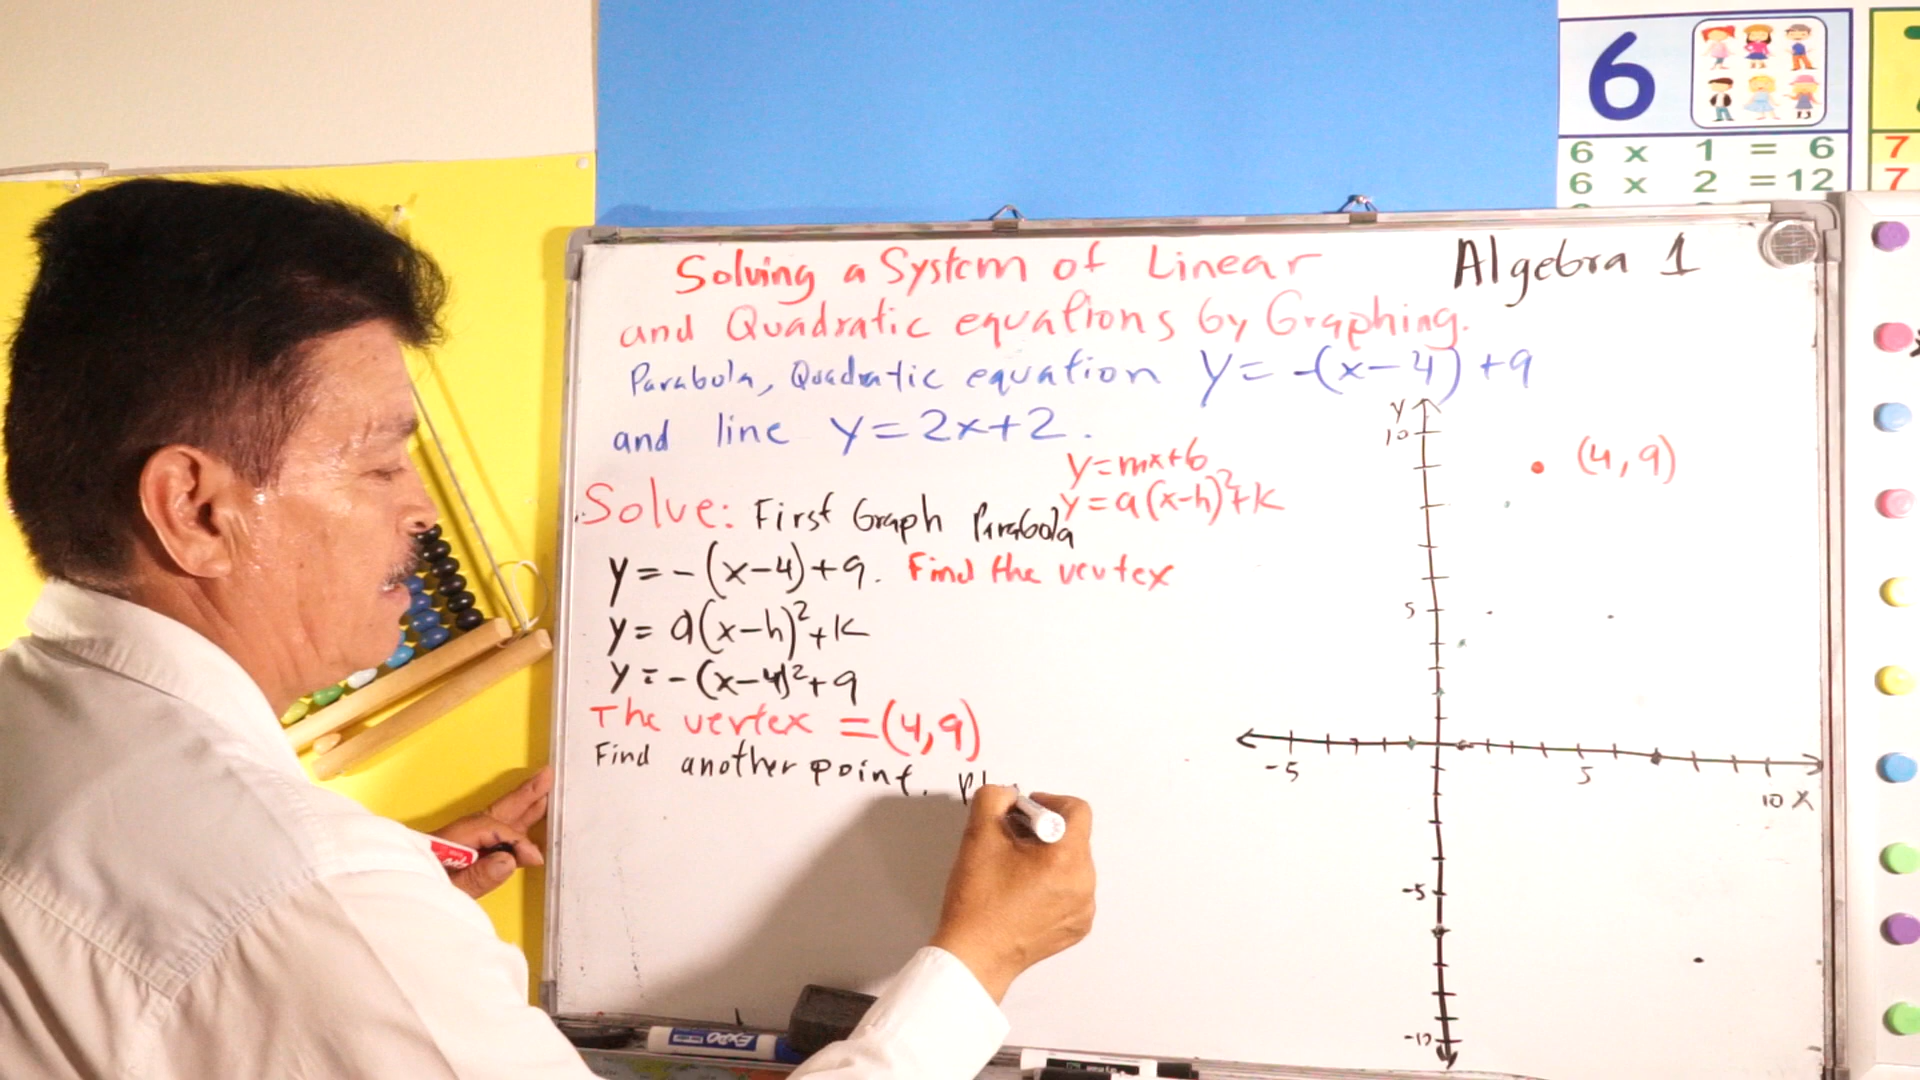 6
6 x 1 = 6
6 x 2 = 12
7
7
Solving a System of Linear
Algebra 1
and Quadratic equations by Graphing.
Parabola, Quadratic equation y = -(x-4) + 9
and line y = 2x+2.
y=mx+b
Solve: First Graph Parabola
y = a(x-h)²+k
y = -(x-4)+9. Find the vertex
y = a(x-h)²+k
y = -(x-4)²+9
The vertex = (4,9)
Find another point.
Y
10
(4,9)
5
-5
5
10 X
-5
-10
EXPO